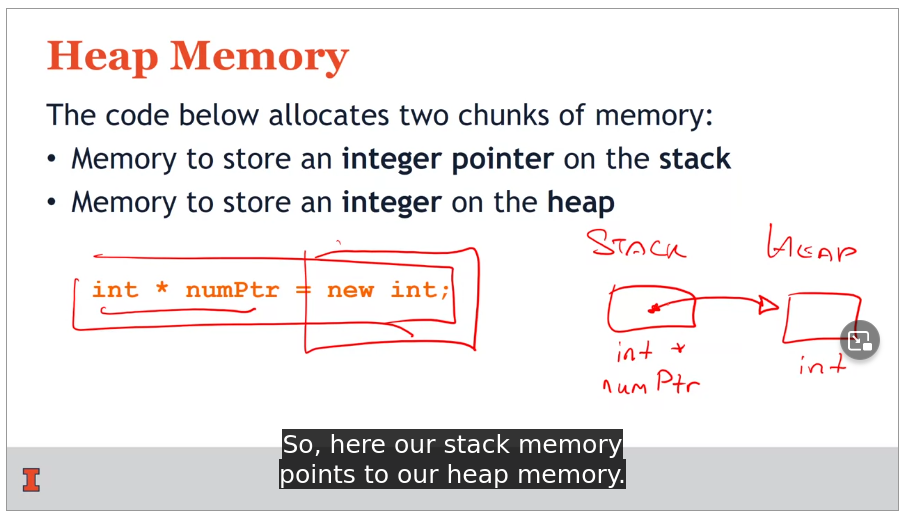 Heap Memory
The code below allocates two chunks of memory:
• Memory to store an integer pointer on the stack
• Memory to store an integer on the heap
int * numPtr = new int;
STACK
HEAP
int *
numPtr
int
So, here our stack memory
points to our heap memory.
I